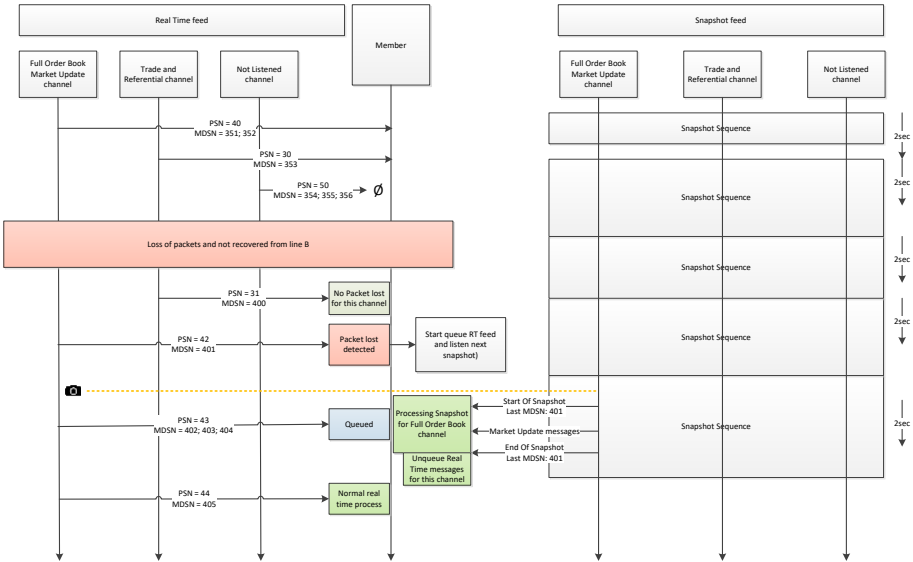 Real Time feed
Member
Snapshot feed
Full Order Book
Market Update
channel
Trade and
Referential channel
Not Listened
channel
Full Order Book
Market Update
channel
Trade and
Referential channel
Not Listened
channel
PSN = 40
MDSN = 351; 352
Snapshot Sequence
2sec
PSN = 30
MDSN = 353
PSN = 50
MDSN = 354; 355; 356
Ø
Snapshot Sequence
2sec
Loss of packets and not recovered from line B
Snapshot Sequence
2sec
PSN = 31
MDSN = 400
No Packet lost
for this channel
PSN = 42
MDSN = 401
Packet lost
detected
Start queue RT feed
and listen next
snapshot)
Snapshot Sequence
2sec
PSN = 43
MDSN = 402; 403; 404
Queued
Processing Snapshot
for Full Order Book
channel
Start Of Snapshot
Last MDSN: 401
Market Update messages
End Of Snapshot
Last MDSN: 401
Snapshot Sequence
2sec
Unqueue Real
Time messages
for this channel
PSN = 44
MDSN = 405
Normal real
time process